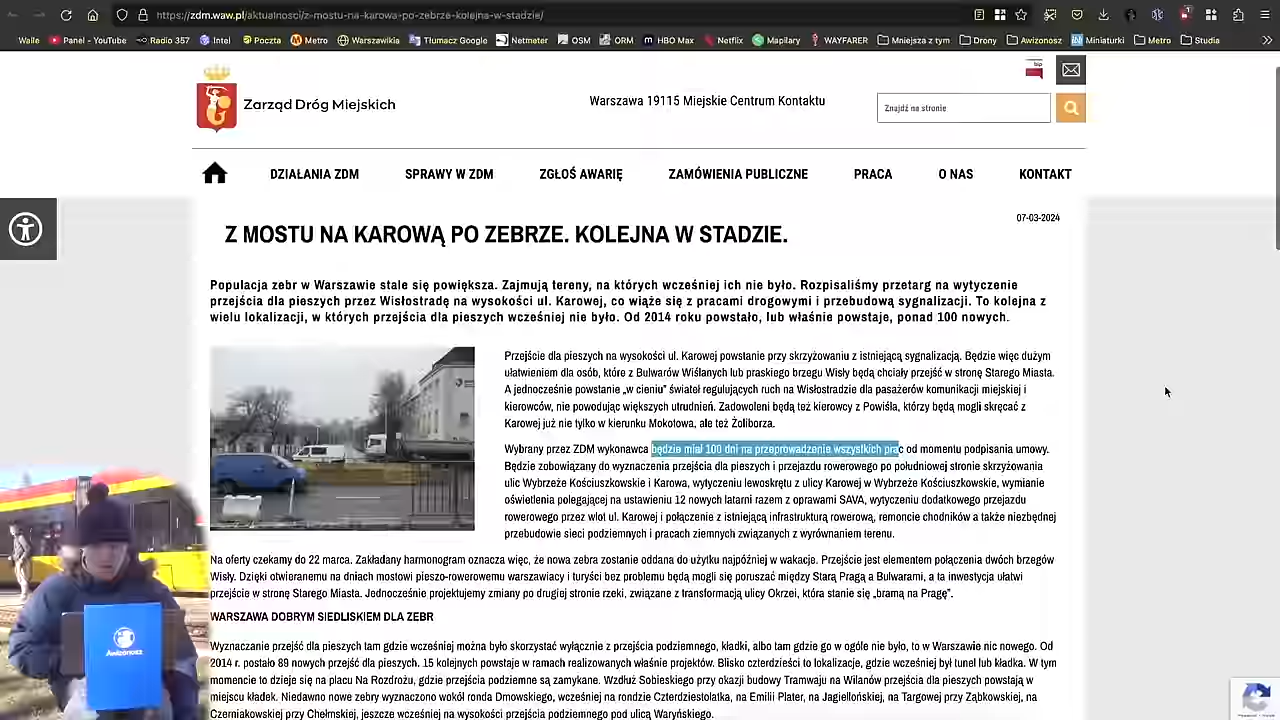 https://zdm.waw.pl/aktualnosci/z-mostu-na-karowa-po-zebrze-kolejna-w-stadzie/
Waile Panel - YouTube Radio 357 Intel Poczta Metro Warszawikia Tłumacz Google Netmeter OSM ORM HBO Max Netflix Mapilary WAYFARER Mniejsza z tym Drony Awizonosz Miniaturki Metro Studia
bip
Zarząd Dróg Miejskich
Warszawa 19115 Miejskie Centrum Kontaktu
Znajdź na stronie
DZIAŁANIA ZDM SPRAWY W ZDM ZGŁOŚ AWARIĘ ZAMÓWIENIA PUBLICZNE PRACA O NAS KONTAKT
07-03-2024
Z MOSTU NA KAROWĄ PO ZEBRZE. KOLEJNA W STADZIE.
Populacja zebr w Warszawie stale się powiększa. Zajmują tereny, na których wcześniej ich nie było. Rozpisaliśmy przetarg na wytyczenie
przejścia dla pieszych przez Wisłostradę na wysokości ul. Karowej, co wiąże się z pracami drogowymi i przebudową sygnalizacji. To kolejna z
wielu lokalizacji, w których przejścia dla pieszych wcześniej nie było. Od 2014 roku powstało, lub właśnie powstaje, ponad 100 nowych.
Przejście dla pieszych na wysokości ul. Karowej powstanie przy skrzyżowaniu z istniejącą sygnalizacją. Będzie więc dużym
ułatwieniem dla osób, które z Bulwarów Wiślanych lub praskiego brzegu Wisły będą chciały przejść w stronę Starego Miasta.
A jednocześnie powstanie „w cieniu” świateł regulujących ruch na Wisłostradzie dla pasażerów komunikacji miejskiej i
kierowców, nie powodując większych utrudnień. Zadowoleni będą też kierowcy z Powiśla, którzy będą mogli skręcać z
Karowej już nie tylko w kierunku Mokotowa, ale też Żoliborza.
Wybrany przez ZDM wykonawca będzie miał 100 dni na przeprowadzenie wszystkich prac od momentu podpisania umowy.
Będzie zobowiązany do wyznaczenia przejścia dla pieszych i przejazdu rowerowego po południowej stronie skrzyżowania
ulic Wybrzeże Kościuszkowskie i Karowa, wytyczeniu lewoskrętu z ulicy Karowej w Wybrzeże Kościuszkowskie, wymianie
oświetlenia polegającej na ustawieniu 12 nowych latarni razem z oprawami SAVA, wytyczeniu dodatkowego przejazdu
rowerowego przez wlot ul. Karowej i połączenie z istniejącą infrastrukturą rowerową, remoncie chodników a także niezbędnej
przebudowie sieci podziemnych i pracach ziemnych związanych z wyrównaniem terenu.
Na oferty czekamy do 22 marca. Zakładany harmonogram oznacza więc, że nowa zebra zostanie oddana do użytku najpóźniej w wakacje. Przejście jest elementem połączenia dwóch brzegów
Wisły. Dzięki otwieranemu na dniach mostowi pieszo-rowerowemu warszawiacy i turyści bez problemu będą mogli się poruszać między Starą Pragą a Bulwarami, a ta inwestycja ułatwi
przejście w stronę Starego Miasta. Jednocześnie projektujemy zmiany po drugiej stronie rzeki, związane z transformacją ulicy Okrzei, która stanie się „bramą na Pragę”.
WARSZAWA DOBRYM SIEDLISKIEM DLA ZEBR
Wyznaczanie przejść dla pieszych tam gdzie wcześniej można było skorzystać wyłącznie z przejścia podziemnego, kładki, albo tam gdzie go w ogóle nie było, to w Warszawie nic nowego. Od
2014 r. postało 89 nowych przejść dla pieszych. 15 kolejnych powstaje w ramach realizowanych właśnie projektów. Blisko czterdzieści to lokalizacje, gdzie wcześniej był tunel lub kładka. W tym
momencie to dzieje się na placu Na Rozdrożu, gdzie przejścia podziemne są zamykane. Wzdłuż Sobieskiego przy okazji budowy Tramwaju na Wilanów przejścia dla pieszych powstają w
miejscu kładek. Niedawno nowe zebry wyznaczono wokół ronda Dmowskiego, wcześniej na rondzie Czterdziestolatka, na Emilii Plater, na Jagiellońskiej, na Targowej przy Ząbkowskiej, na
Czerniakowskiej przy Chełmskiej, jeszcze wcześniej na wysokości przejścia podziemnego pod ulicą Waryńskiego.
Awizonosz